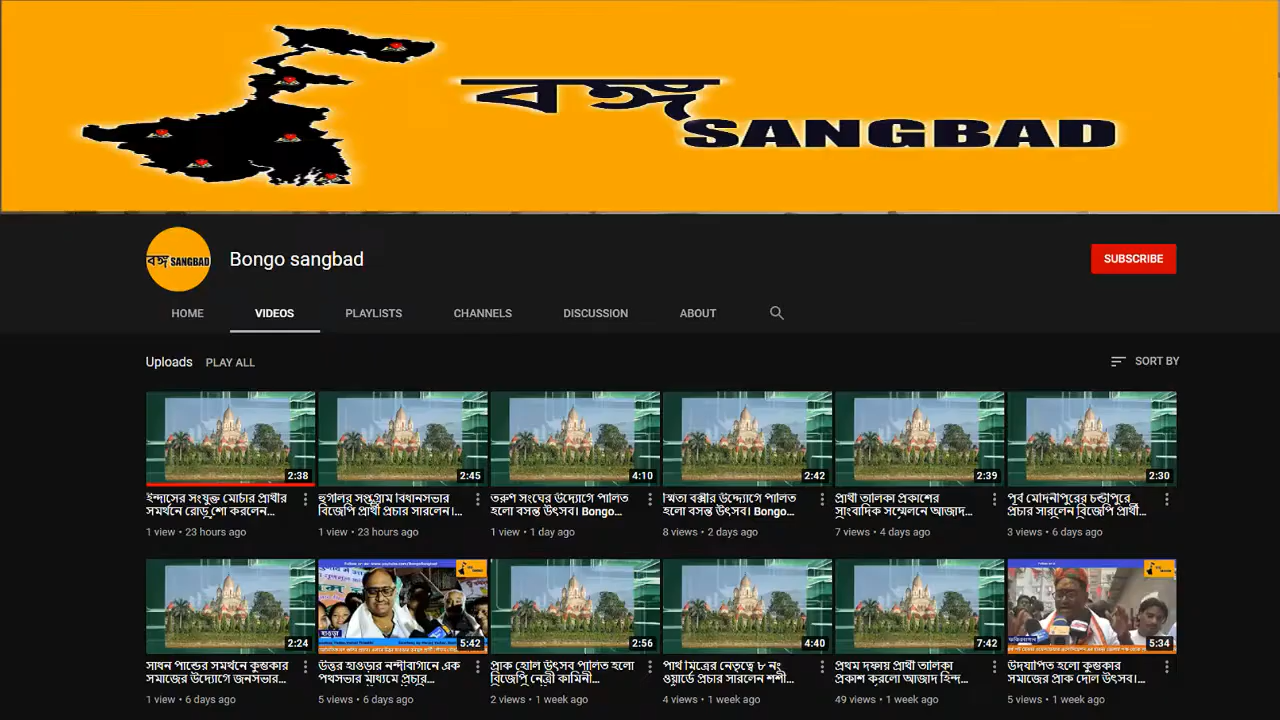 বঙ্গ
SANGBAD
বঙ্গ SANGBAD
Bongo sangbad
SUBSCRIBE
HOME VIDEOS PLAYLISTS CHANNELS DISCUSSION ABOUT
Uploads PLAY ALL SORT BY
2:38 2:45 4:10 2:42 2:39 2:30
ইন্দাসের সংযুক্ত মোর্চার প্রার্থীর
সমর্থনে রোড শো করলেন...
1 view • 23 hours ago
হুগলীর সপ্তগ্রাম বিধানসভার
বিজেপি প্রার্থী প্রচার সারলেন।...
1 view • 23 hours ago
তরুণ সংঘের উদ্যোগে পালিত
হলো বসন্ত উৎসব। Bongo...
1 view • 1 day ago
স্মিতা বক্সীর উদ্দ্যোগে পালিত
হলো বসন্ত উৎসব। Bongo...
8 views • 2 days ago
প্রার্থী তালিকা প্রকাশের
সাংবাদিক সম্মেলনে আজাদ...
7 views • 4 days ago
পূর্ব মেদিনীপুরের চন্ডীপুরে
প্রচার সারলেন বিজেপি প্রার্থী...
3 views • 6 days ago
2:24 5:42 2:56 4:40 7:42 5:34
সাধন পান্ডের সমর্থনে কুম্ভকার
সমাজের উদ্যোগে জনসভার...
1 view • 6 days ago
হাওড়া
উত্তর হাওড়ার নন্দীবাগানে এক
পথসভার মাধ্যমে প্রচার...
5 views • 6 days ago
প্রাক হোলি উৎসব পালিত হলো
বিজেপি নেত্রী কামিনী...
2 views • 1 week ago
পার্থ মিত্রের নেতৃত্বে ৮ নং
ওয়ার্ডে প্রচার সারলেন শশী...
4 views • 1 week ago
প্রথম দফায় প্রার্থী তালিকা
প্রকাশ করলো আজাদ হিন্দ...
49 views • 1 week ago
উদযাপিত হলো কুম্ভকার
সমাজের প্রাক দোল উৎসব।...
5 views • 1 week ago